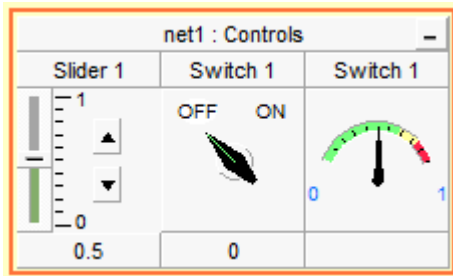 net1 : Controls
Slider 1 Switch 1 Switch 1
1 OFF ON
0 1
0
0.5 0